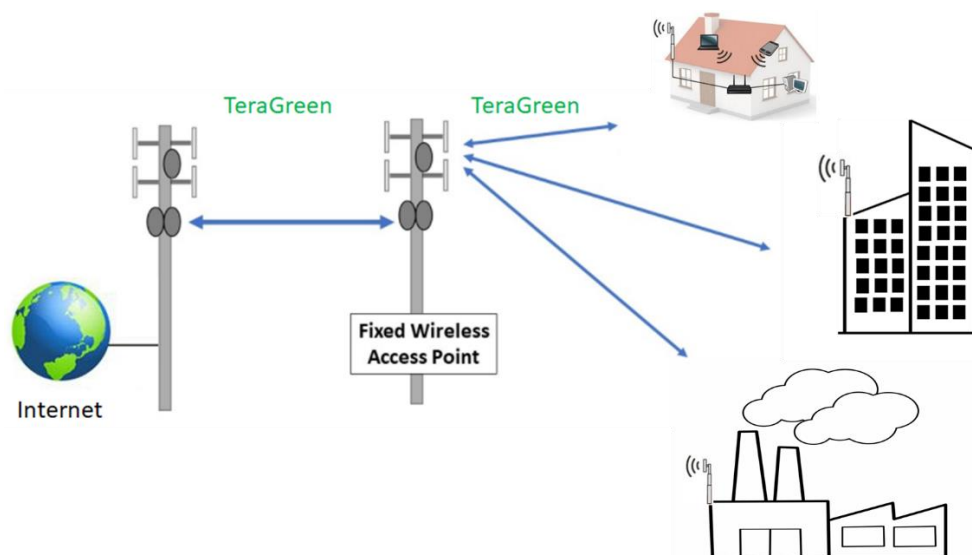 TeraGreen
TeraGreen
Fixed Wireless
Access Point
Internet